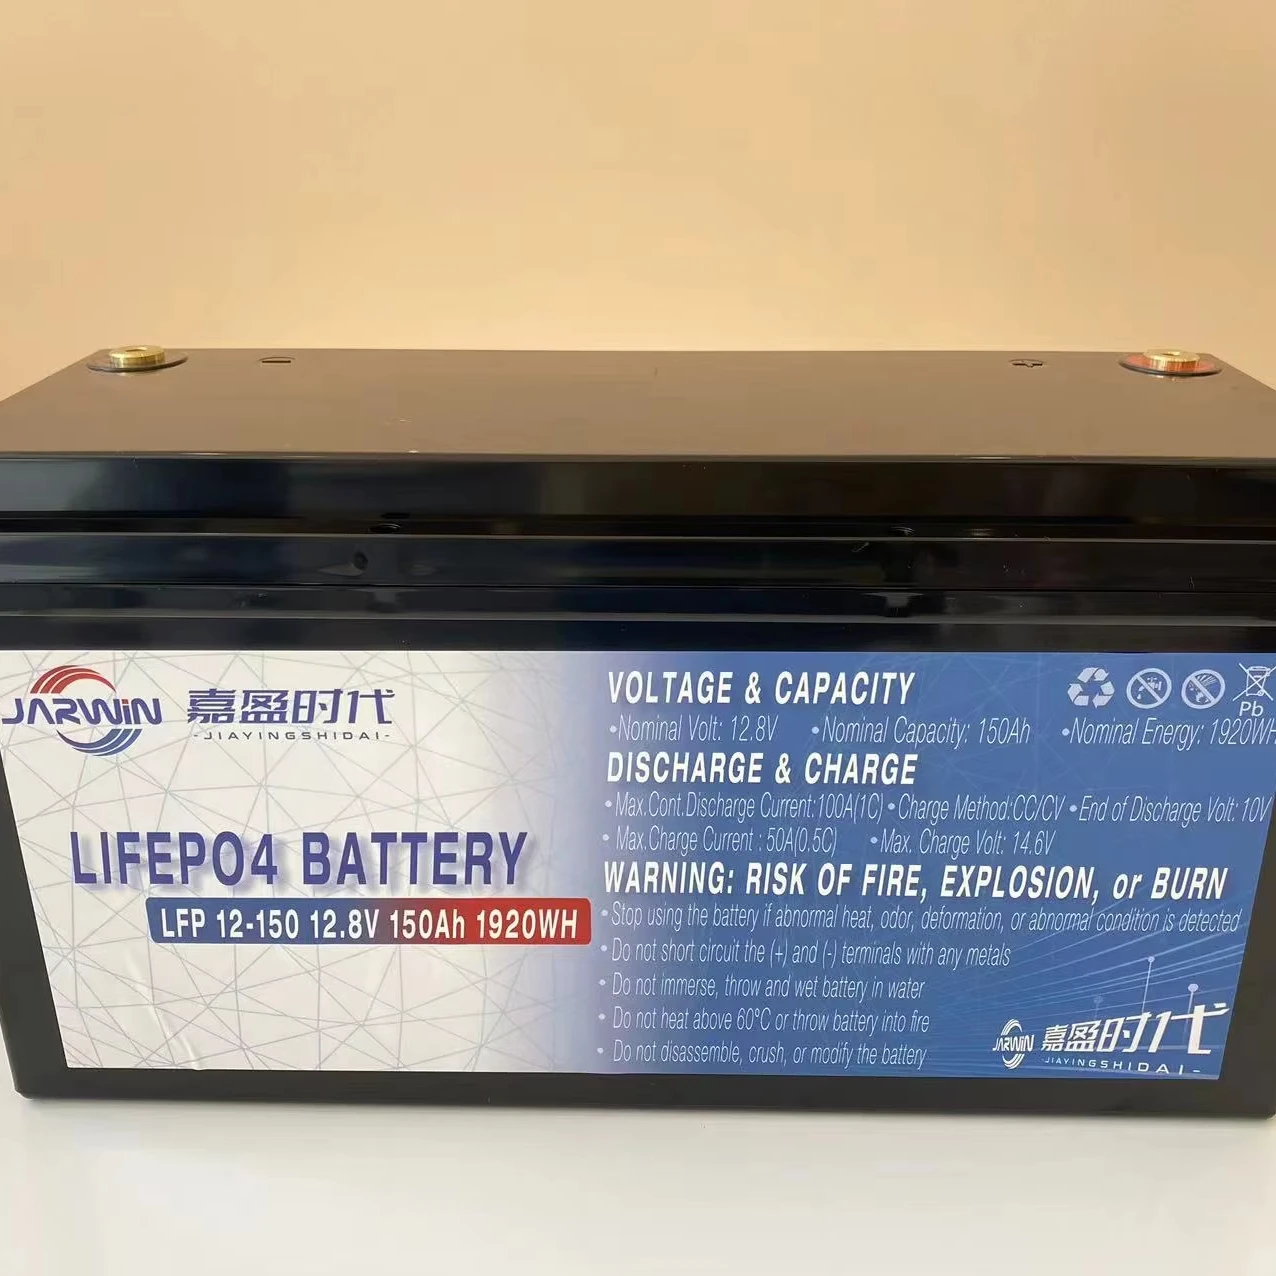 JARWIN 嘉盈时代
-JIAYINGSHIDAI-
LIFEPO4 BATTERY
LFP 12-150 12.8V 150Ah 1920WH
VOLTAGE & CAPACITY
Pb
•Nominal Volt: 12.8V •Nominal Capacity: 150Ah •Nominal Energy: 1920WH
DISCHARGE & CHARGE
•Max.Cont.Discharge Current:100A(1C) •Charge Method:CC/CV •End of Discharge Volt: 10V
•Max.Charge Current : 50A(0.5C) •Max. Charge Volt: 14.6V
WARNING: RISK OF FIRE, EXPLOSION, or BURN
•Stop using the battery if abnormal heat, odor, deformation, or abnormal condition is detected
•Do not short circuit the (+) and (-) terminals with any metals
•Do not immerse, throw and wet battery in water
•Do not heat above 60°C or throw battery into fire
•Do not disassemble, crush, or modify the battery
JARWIN 嘉盈时代
-JIAYINGSHIDAI-